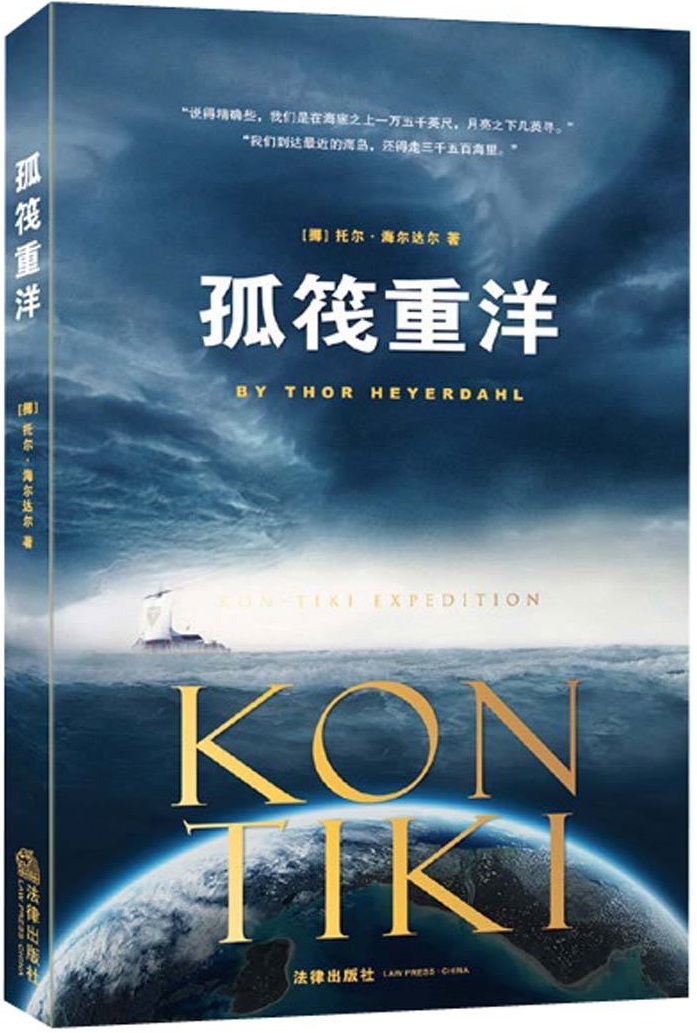 “说得精确些，我们是在海底之上一万五千英尺，月亮之下几英寻。”
“我们到达最近的海岛，还得走三千五百海里。”
[挪] 托尔·海尔达尔 著
孤筏重洋
BY THOR HEYERDAHL
KON-TIKI EXPEDITION
KON
TIKI
法律出版社 LAW PRESS·CHINA
孤筏重洋
[挪] 托尔·海尔达尔 著
法律出版社
LAW PRESS·CHINA